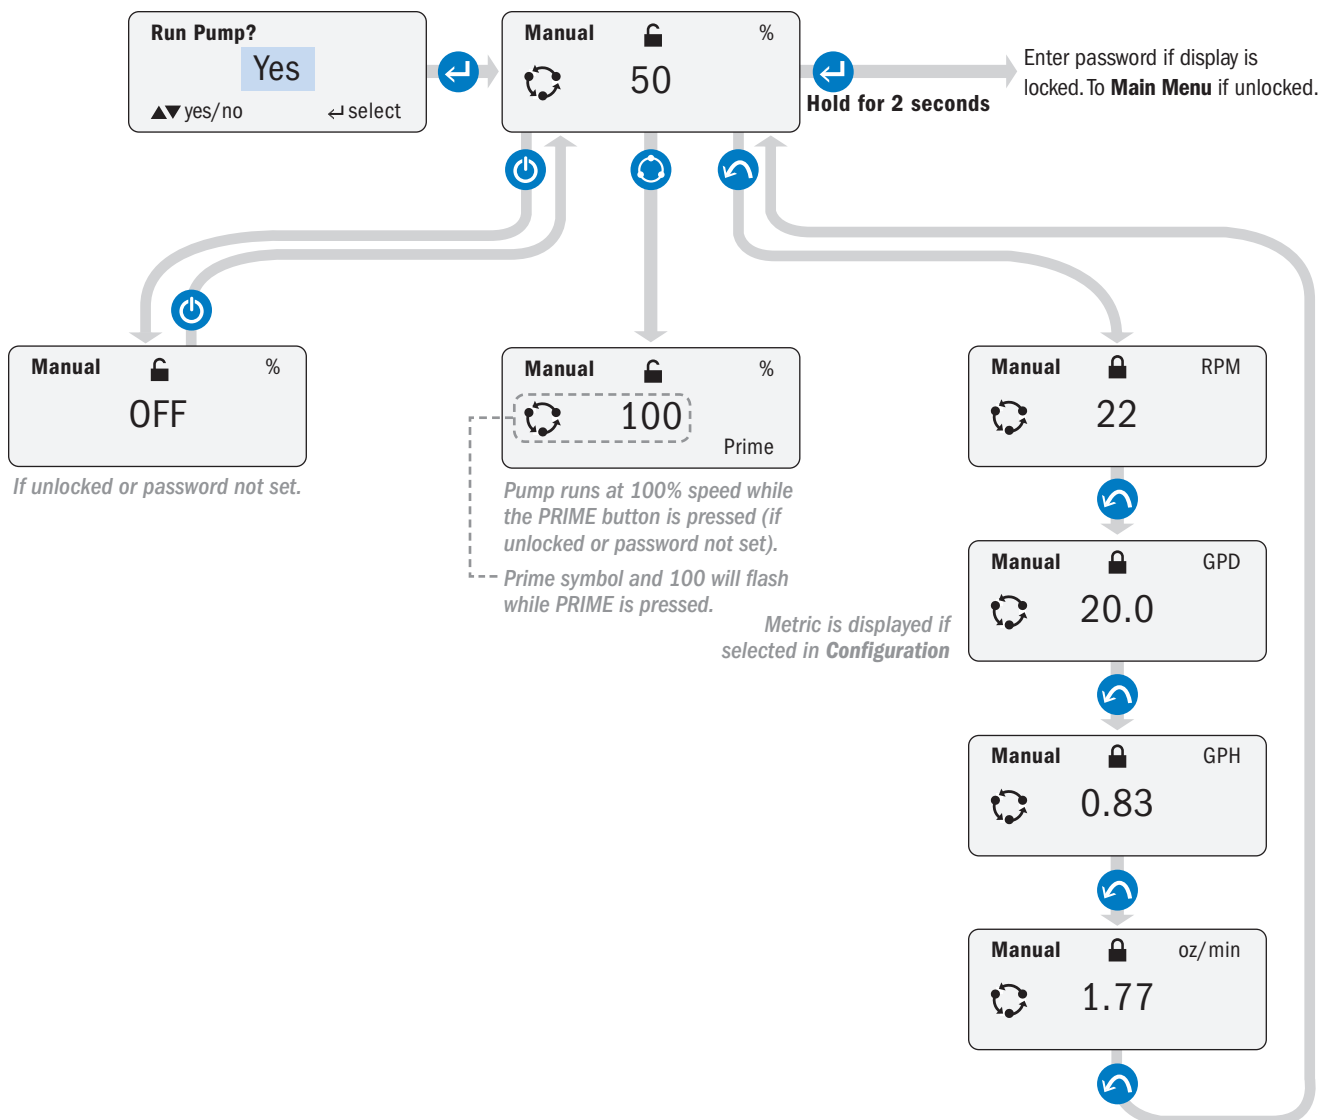 Run Pump?
Yes
▲▼ yes/no ↵ select
Manual %
50
Hold for 2 seconds
Enter password if display is
locked. To Main Menu if unlocked.
Manual %
OFF
If unlocked or password not set.
Manual %
100
Prime
Pump runs at 100% speed while
the PRIME button is pressed (if
unlocked or password not set).
Prime symbol and 100 will flash
while PRIME is pressed.
Manual RPM
22
Metric is displayed if
selected in Configuration
Manual GPD
20.0
Manual GPH
0.83
Manual oz/min
1.77